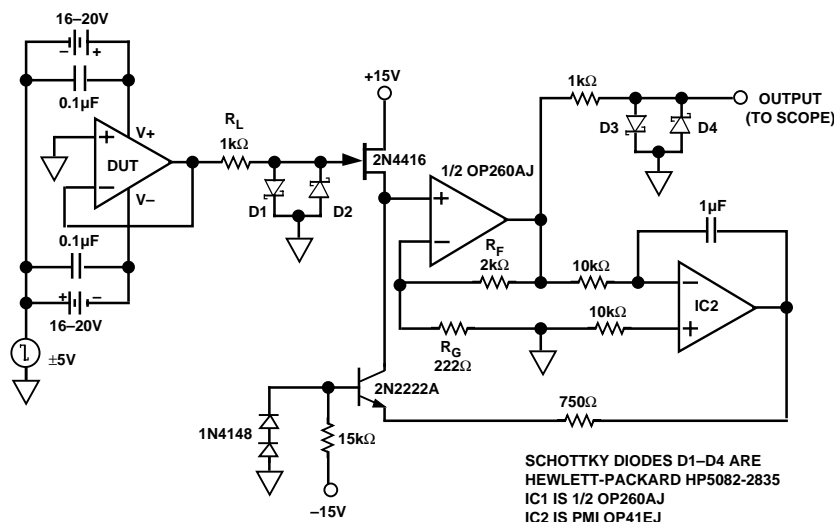 16–20V
– +
0.1µF
V+
+
DUT
–
V–
0.1µF
+ –
16–20V
±5V
RL
1kΩ
D1
D2
+15V
2N4416
1/2 OP260AJ
+
–
RF
2kΩ
RG
222Ω
1kΩ
D3
D4
OUTPUT
(TO SCOPE)
1µF
10kΩ
10kΩ
–
IC2
+
750Ω
2N2222A
1N4148
15kΩ
–15V
SCHOTTKY DIODES D1–D4 ARE
HEWLETT-PACKARD HP5082-2835
IC1 IS 1/2 OP260AJ
IC2 IS PMI OP41EJ